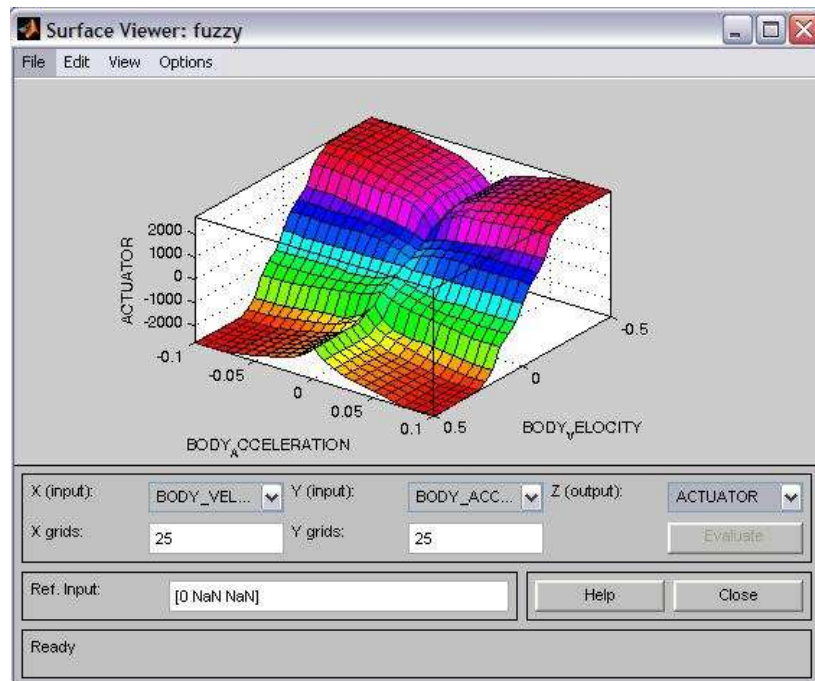 Surface Viewer: fuzzy
File Edit View Options
ACTUATOR
2000
1000
0
-1000
-2000
-0.1
-0.05
0
0.05
0.1
0.5
0
-0.5
BODY_ACCELERATION
BODY_VELOCITY
X (input): BODY_VEL... Y (input): BODY_ACC... Z (output): ACTUATOR
X grids: 25 Y grids: 25 Evaluate
Ref. Input: [0 NaN NaN] Help Close
Ready